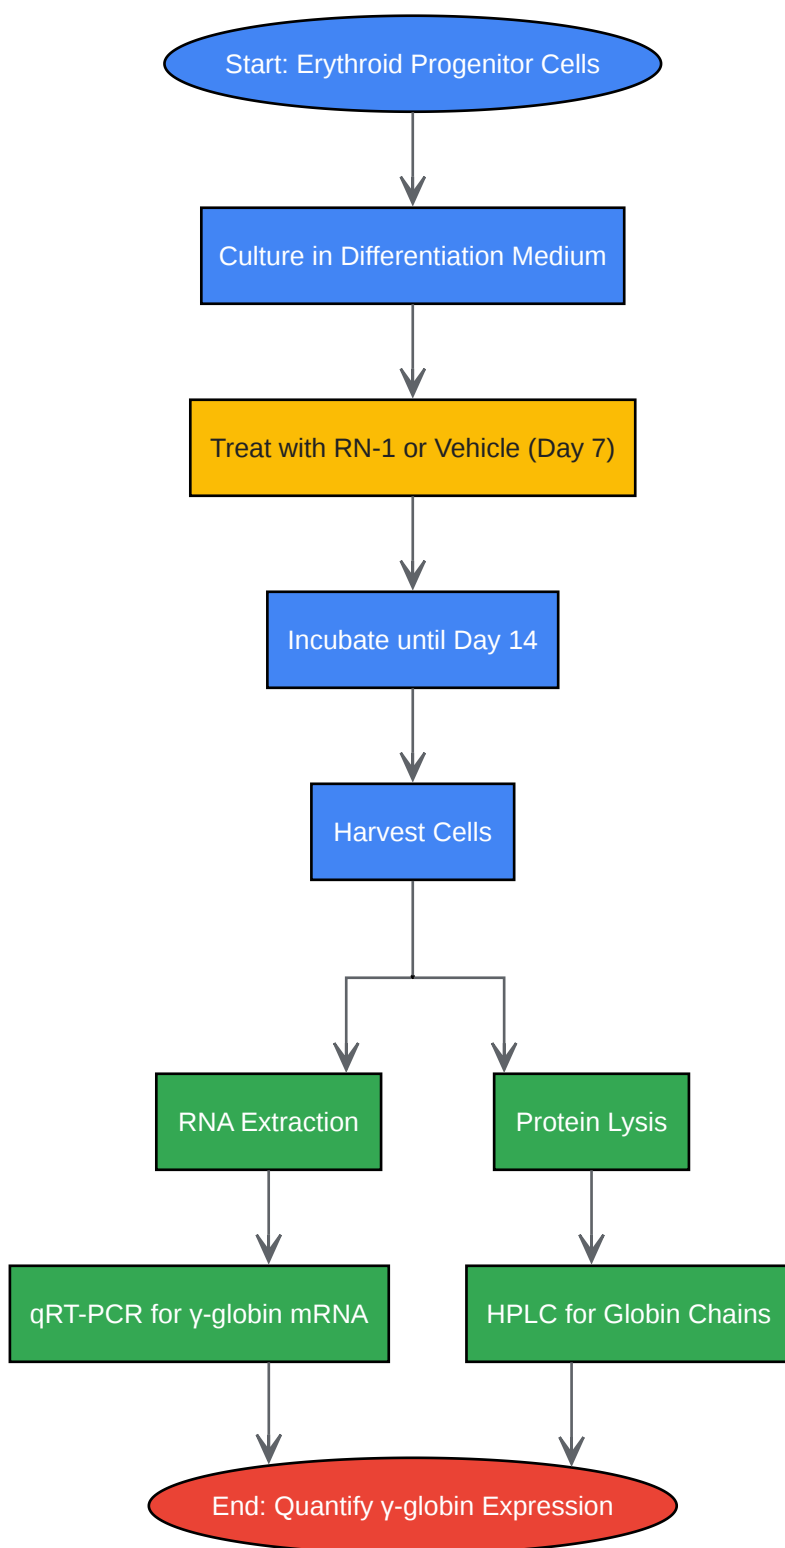 Start: Erythroid Progenitor Cells
Culture in Differentiation Medium
Treat with RN-1 or Vehicle (Day 7)
Incubate until Day 14
Harvest Cells
RNA Extraction
Protein Lysis
qRT-PCR for γ-globin mRNA
HPLC for Globin Chains
End: Quantify γ-globin Expression